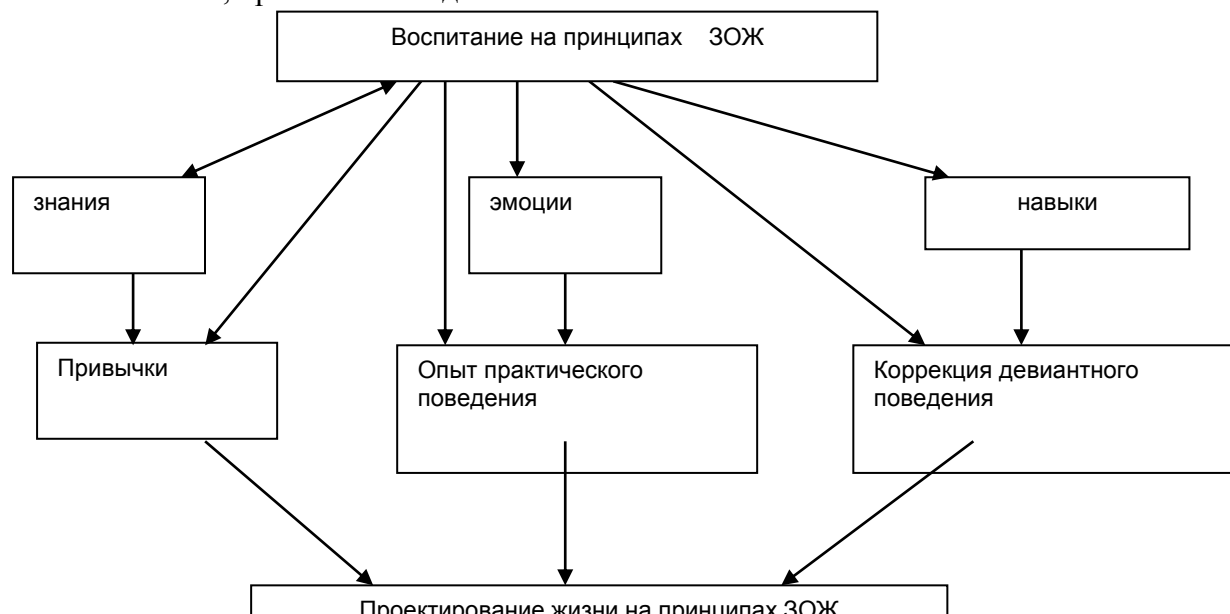 Воспитание на принципах ЗОЖ
знания
эмоции
навыки
Привычки
Опыт практического
поведения
Коррекция девиантного
поведения
Проектирование жизни на принципах ЗОЖ